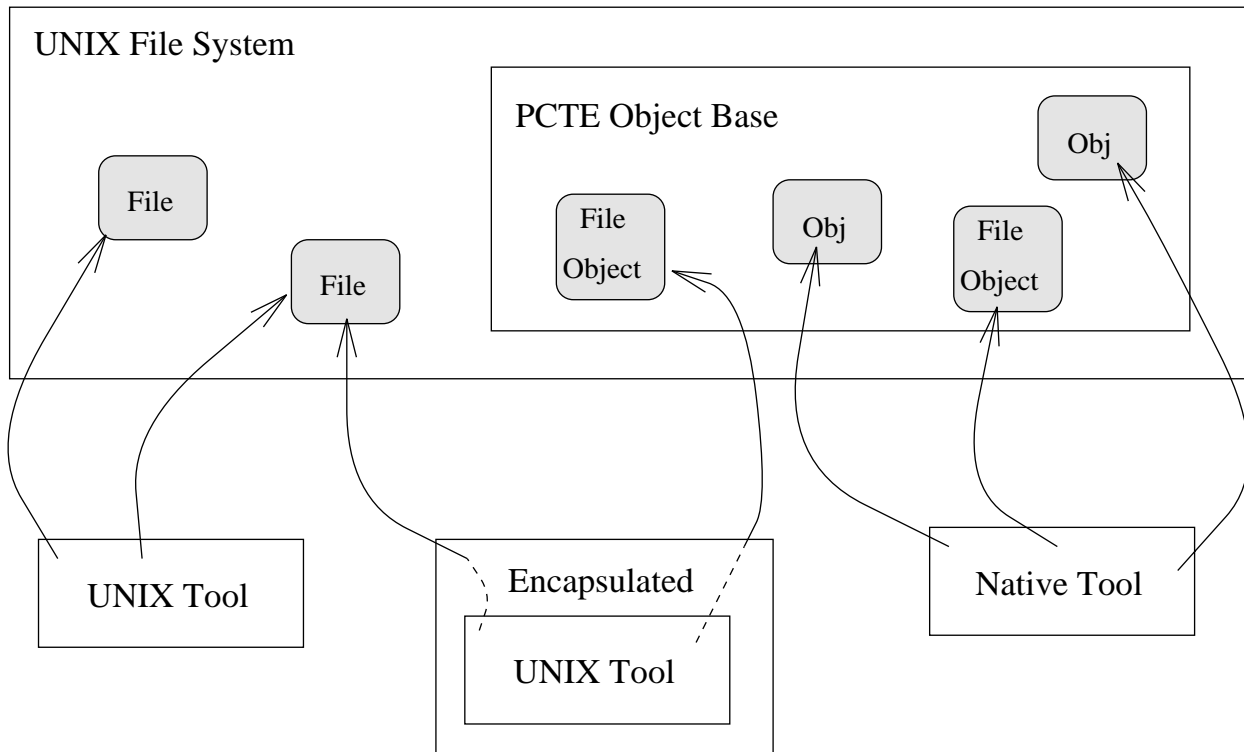 UNIX File System
PCTE Object Base
Obj
File
File
Object
Obj
File
Object
File
UNIX Tool
Encapsulated
UNIX Tool
Native Tool